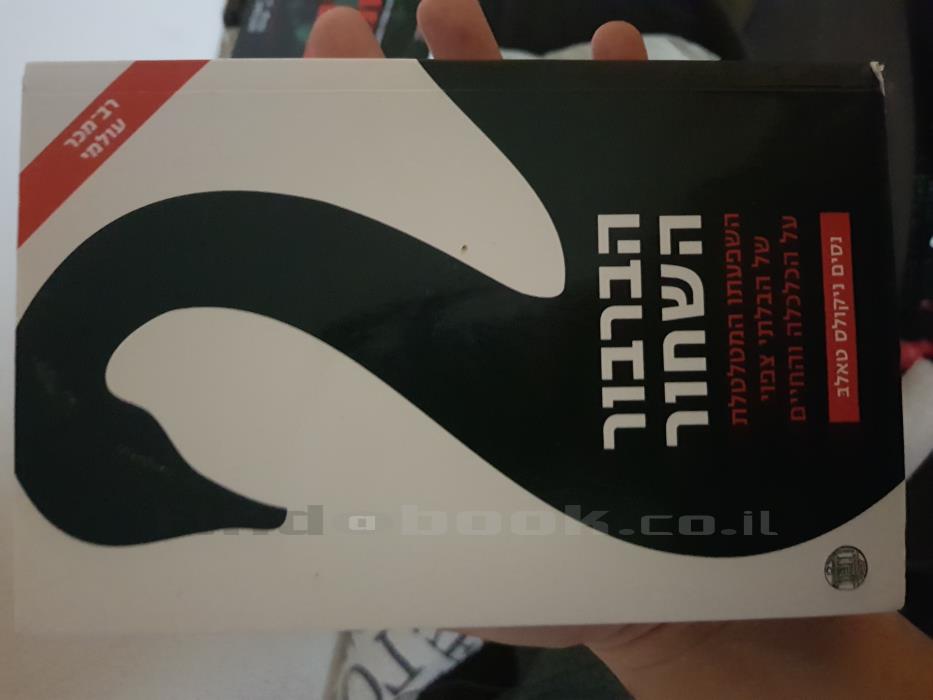 רב־מכר
עולמי
הברבור
השחור
השפעתו המטלטלת
של הבלתי צפוי
על הכלכלה והחיים
נסים ניקולס טאלב
book.co.il
TO